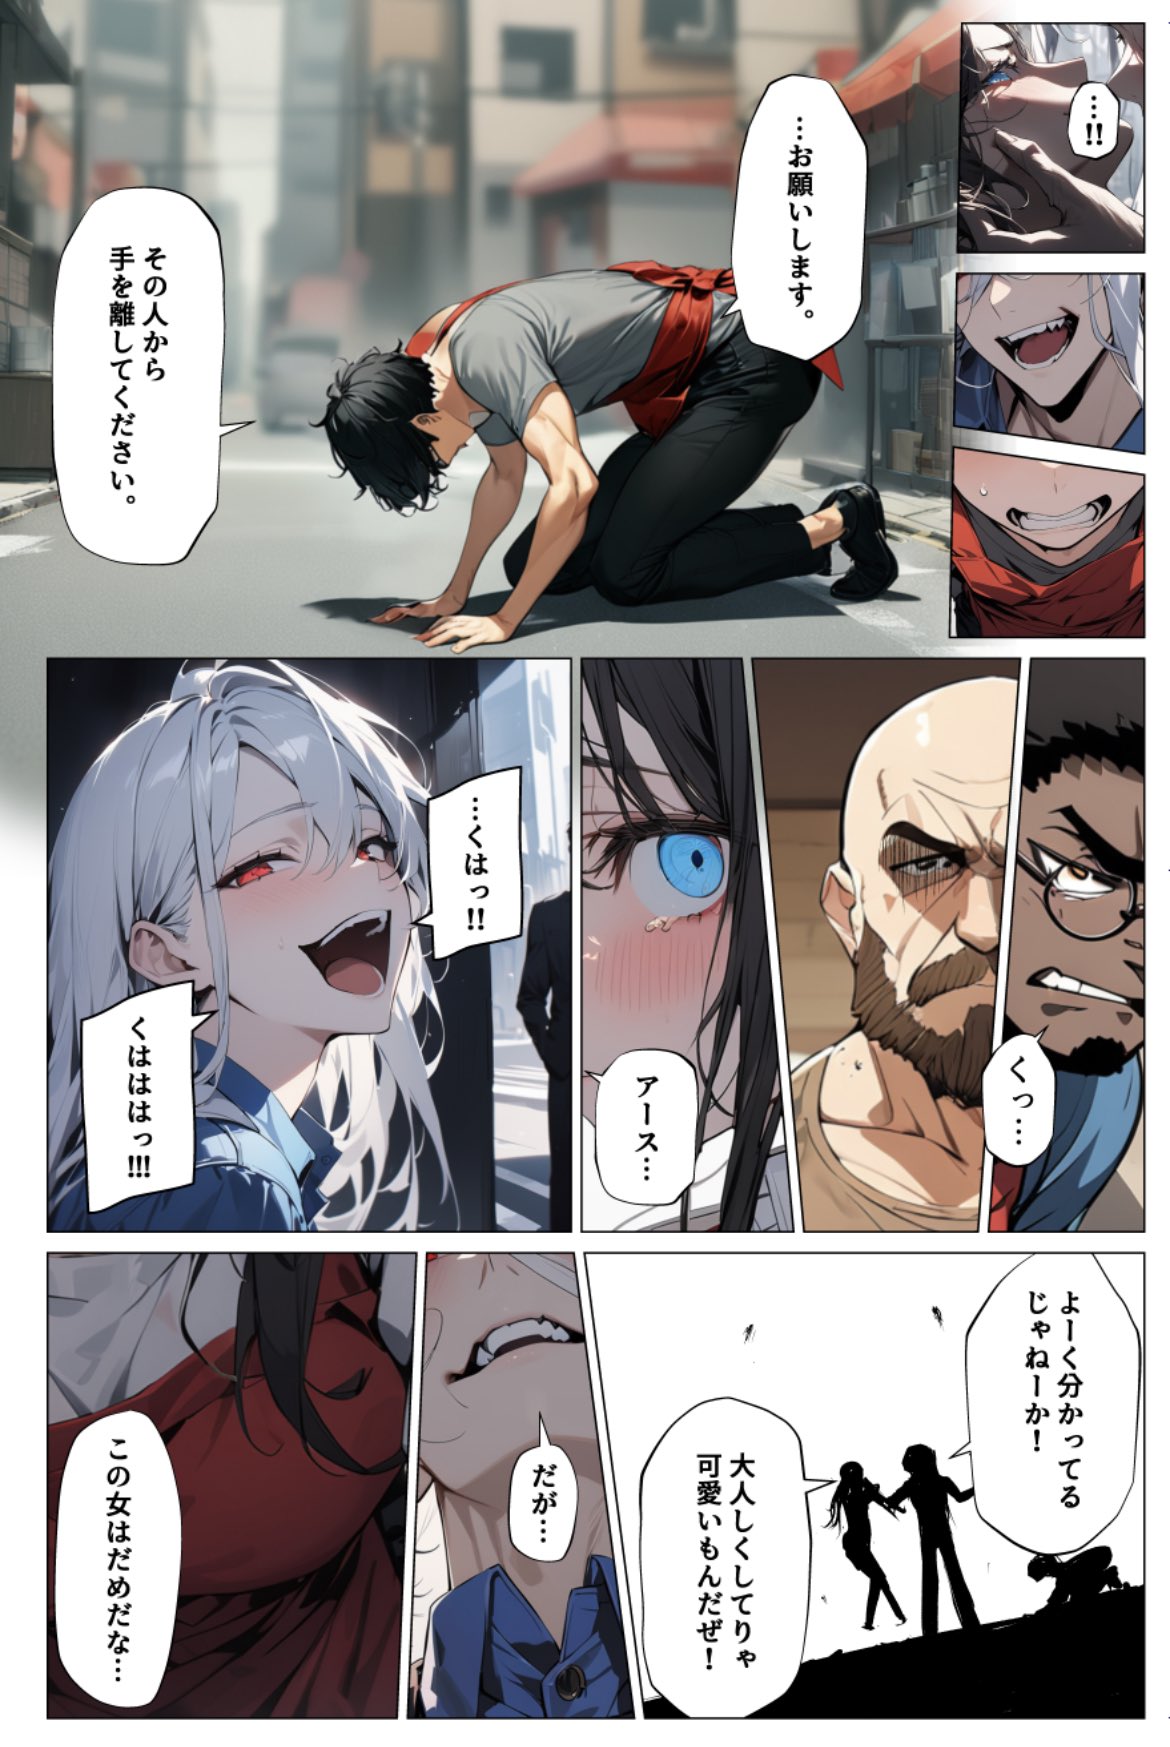 …!!
…お願いします。
その人から
手を離してください。
くっ…
アース…
…くはっ!!
くははははっ!!!
よーく分かってる
じゃねーか!
大人しくしてりゃ
可愛いもんだぜ!
だが…
この女はだめだな…